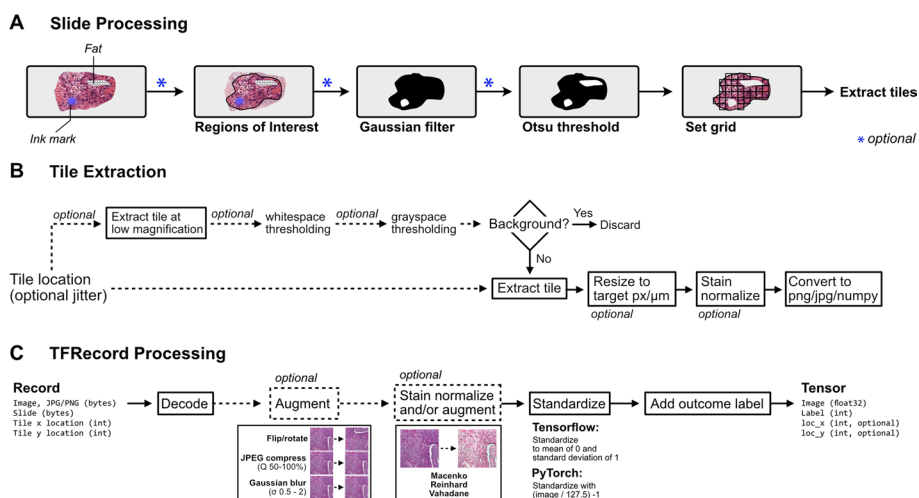 A Slide Processing
Fat
Ink mark
* * *
Regions of Interest
Gaussian filter
Otsu threshold
Set grid
Extract tiles
* optional
B Tile Extraction
optional
Extract tile at
low magnification
optional
whitespace
thresholding
optional
grayspace
thresholding
Background?
Yes
Discard
No
Tile location
(optional jitter)
Extract tile
Resize to
target px/μm
optional
Stain
normalize
optional
Convert to
png/jpg/numpy
C TFRecord Processing
Record
Image, JPG/PNG (bytes)
Slide (bytes)
Tile x location (int)
Tile y location (int)
Decode
optional
Augment
Flip/rotate
JPEG compress
(Q 50-100%)
Gaussian blur
(σ 0.5 - 2)
optional
Stain normalize
and/or augment
Macenko
Reinhard
Vahadane
Standardize
Tensorflow:
Standardize
to mean of 0 and
standard deviation of 1
PyTorch:
Standardize with
(image / 127.5) -1
Add outcome label
Tensor
Image (float32)
Label (int)
loc_x (int, optional)
loc_y (int, optional)